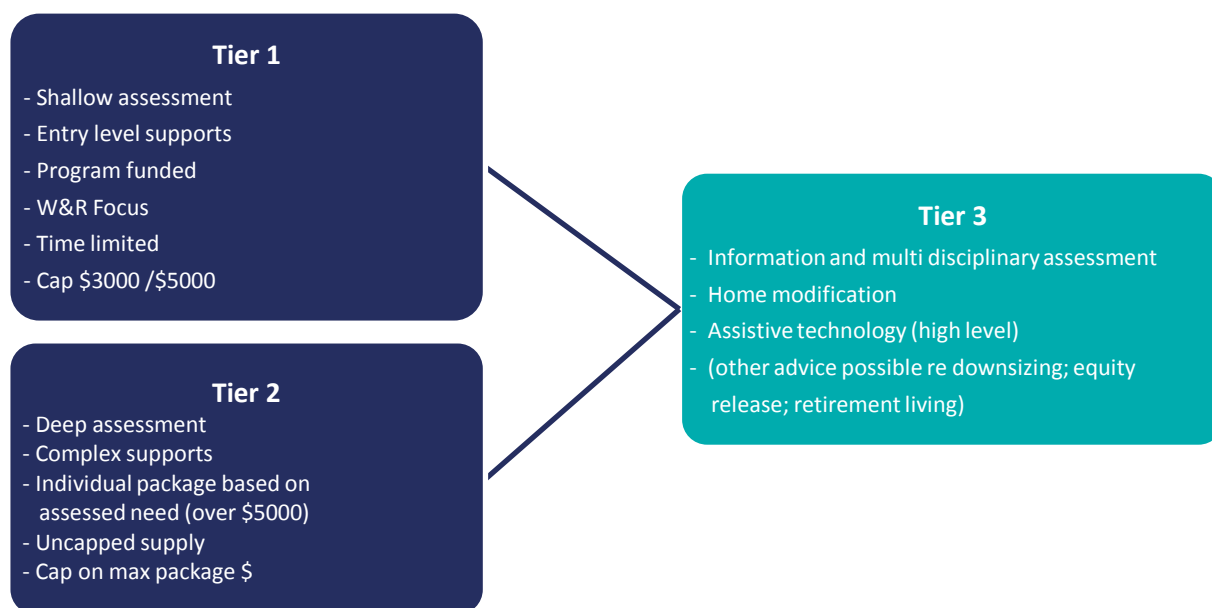 Tier 1
- Shallow assessment
- Entry level supports
- Program funded
- W&R Focus
- Time limited
- Cap $3000 /$5000
Tier 2
- Deep assessment
- Complex supports
- Individual package based on
assessed need (over $5000)
- Uncapped supply
- Cap on max package $
Tier 3
- Information and multi disciplinary assessment
- Home modification
- Assistive technology (high level)
- (other advice possible re downsizing; equity
release; retirement living)